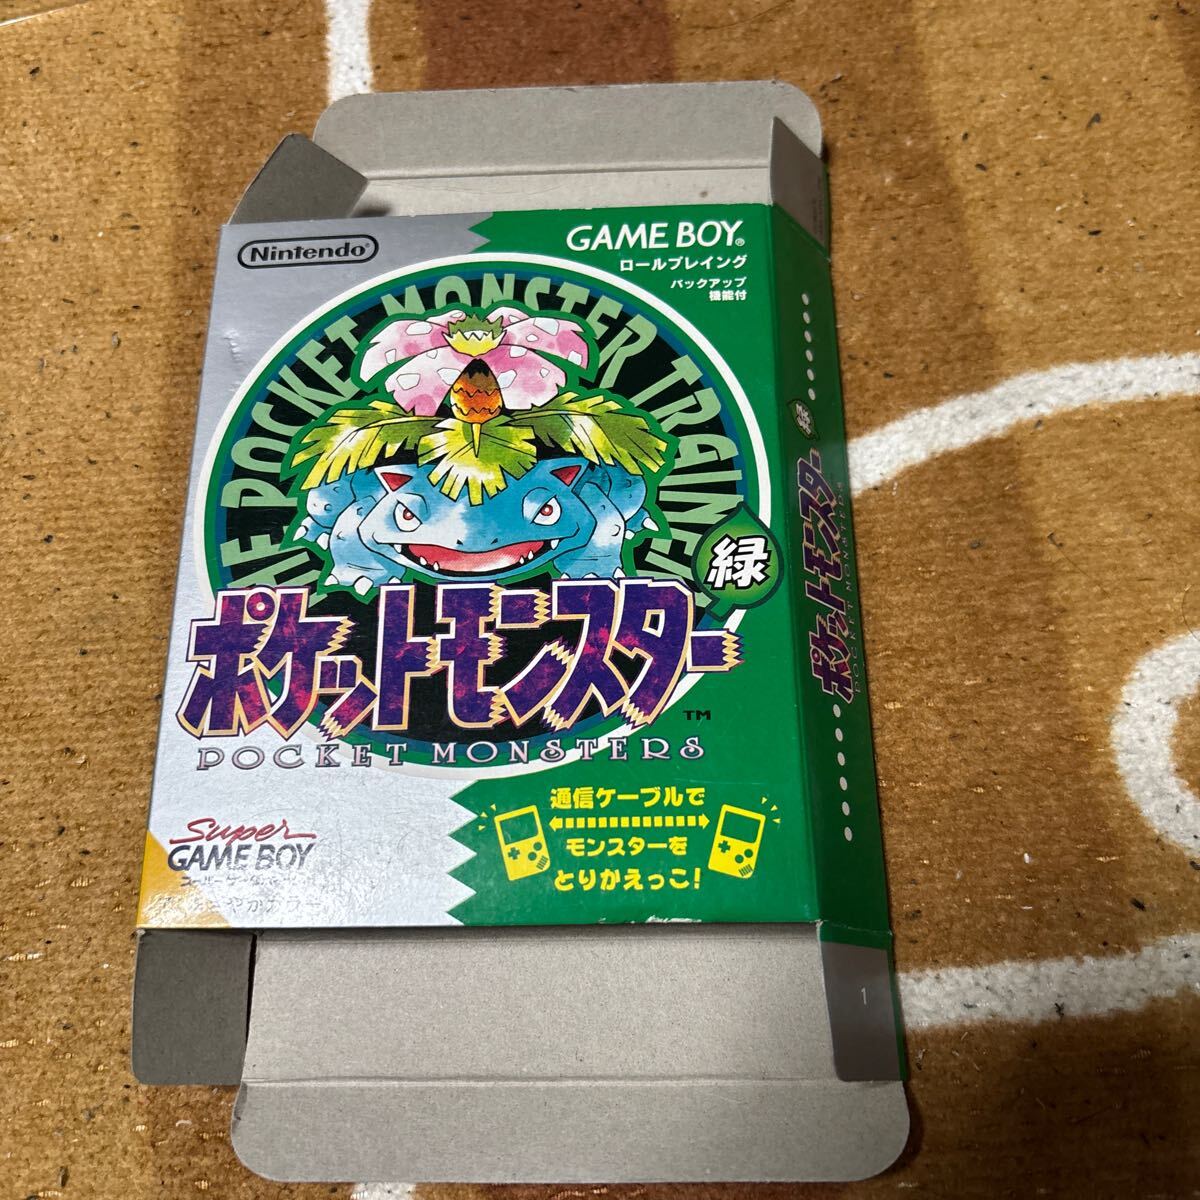 Nintendo®
GAME BOY®
ロールプレイング
バックアップ
機能付
POCKET MONSTER TRAINER
緑
ポケットモンスター
TM
POCKET MONSTERS
通信ケーブルで
モンスターを
とりかえっこ!
Super
GAME BOY
ポケットモンスター 緑
POCKET MONSTERS
1